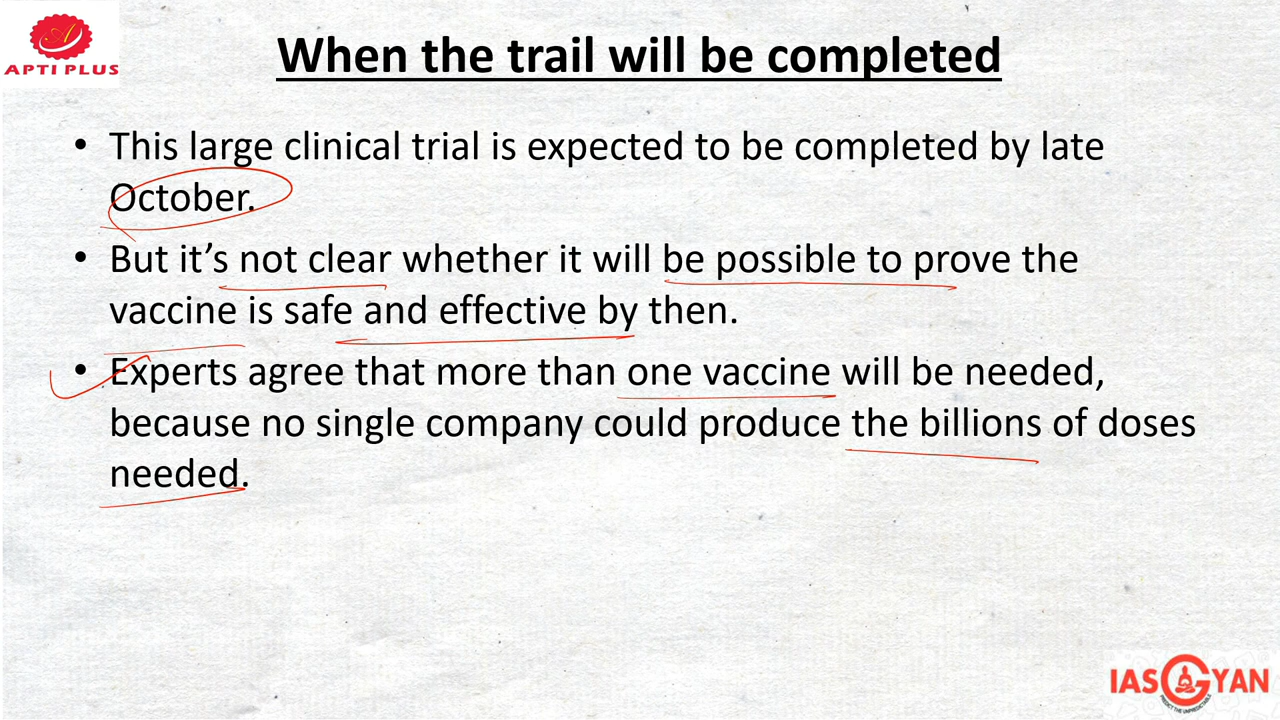 APTI PLUS
When the trail will be completed
• This large clinical trial is expected to be completed by late
October.
• But it’s not clear whether it will be possible to prove the
vaccine is safe and effective by then.
• Experts agree that more than one vaccine will be needed,
because no single company could produce the billions of doses
needed.
IAS GYAN
PREDICT THE UNPREDICTABLE